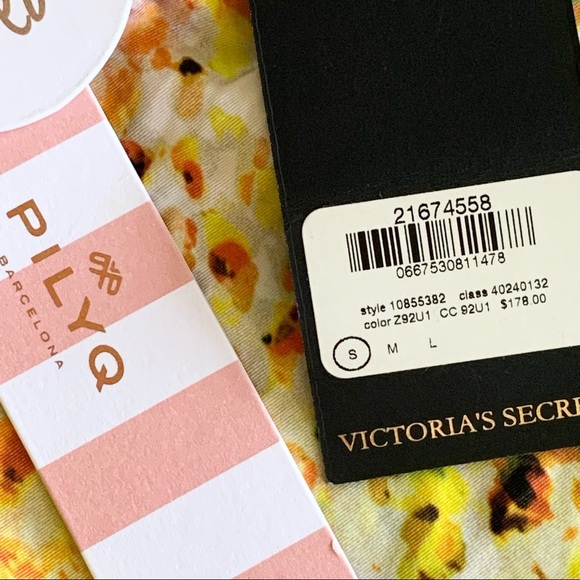 PILYQ
BARCELONA
21674558
0667530811478
style 10855382 class 40240132
color Z92U1 CC 92U1 $178.00
S M L
VICTORIA'S SECRE